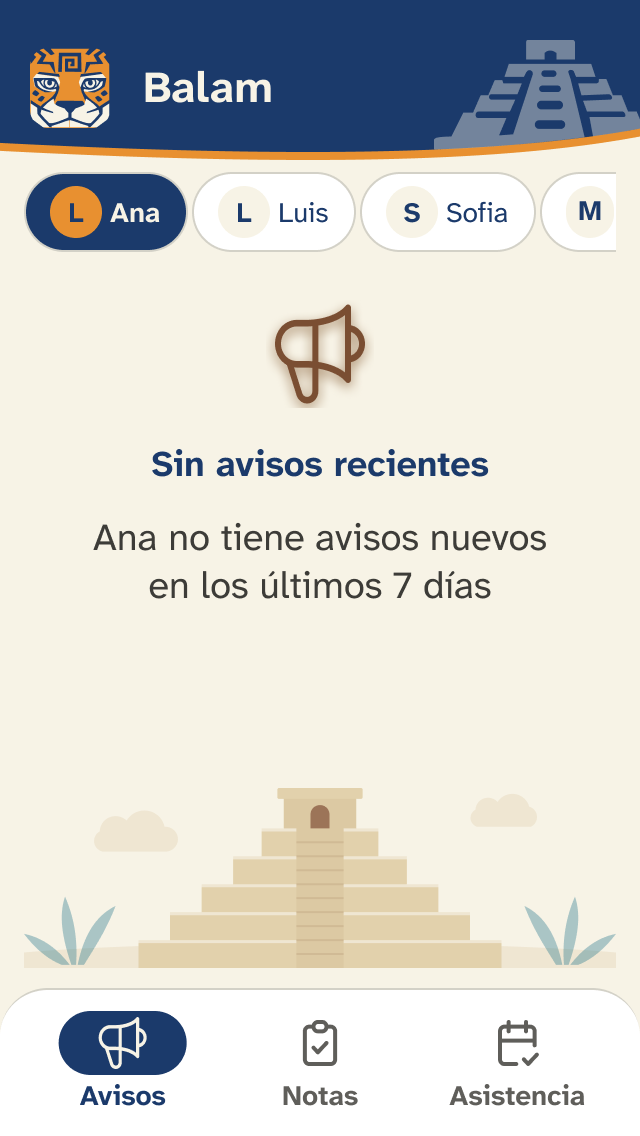 Balam
L Ana
L Luis
S Sofia
M
Sin avisos recientes
Ana no tiene avisos nuevos
en los últimos 7 días
Avisos
Notas
Asistencia